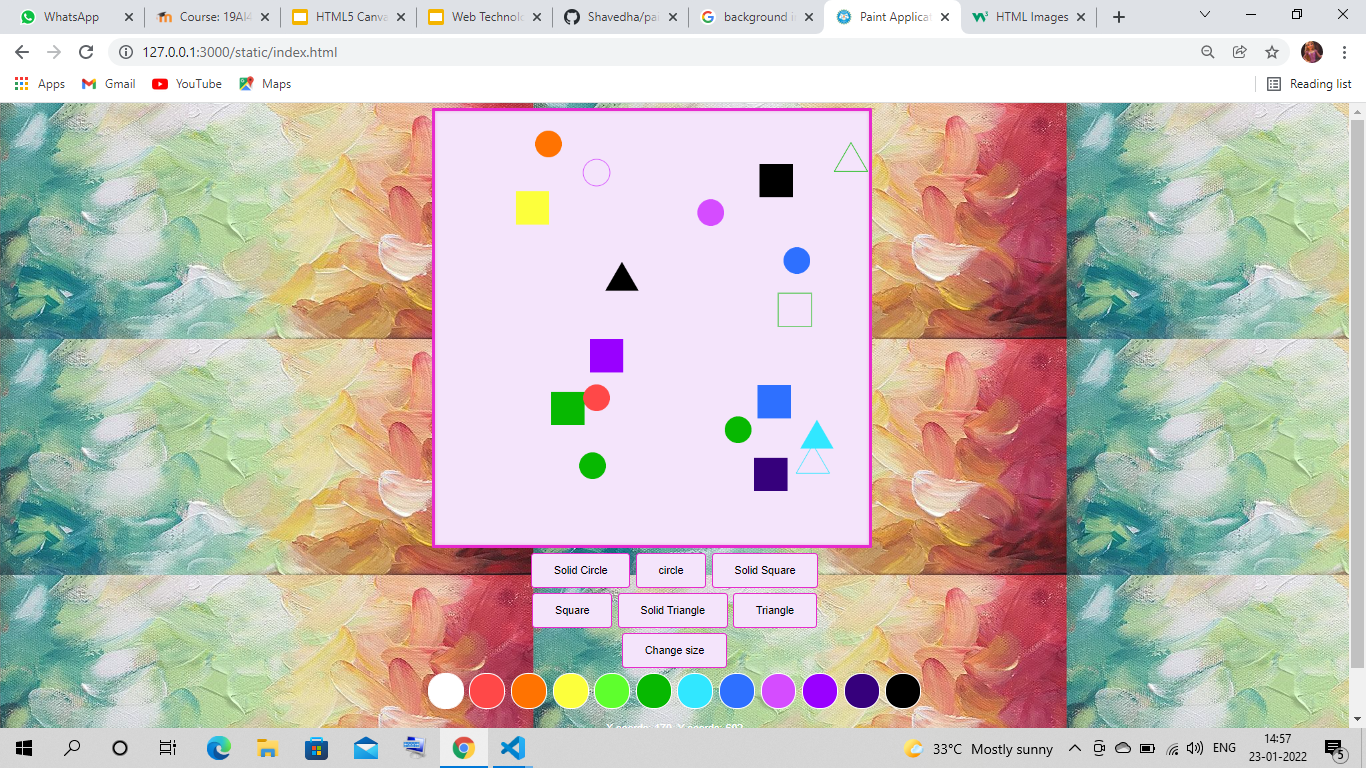 WhatsApp
Course: 19AI4
HTML5 Canva
Web Technolo
Shavedha/pai
background i
Paint Applicat
HTML Images
127.0.0.1:3000/static/index.html
Apps
Gmail
YouTube
Maps
Reading list
Solid Circle
circle
Solid Square
Square
Solid Triangle
Triangle
Change size
33°C Mostly sunny
ENG
14:57
23-01-2022
5